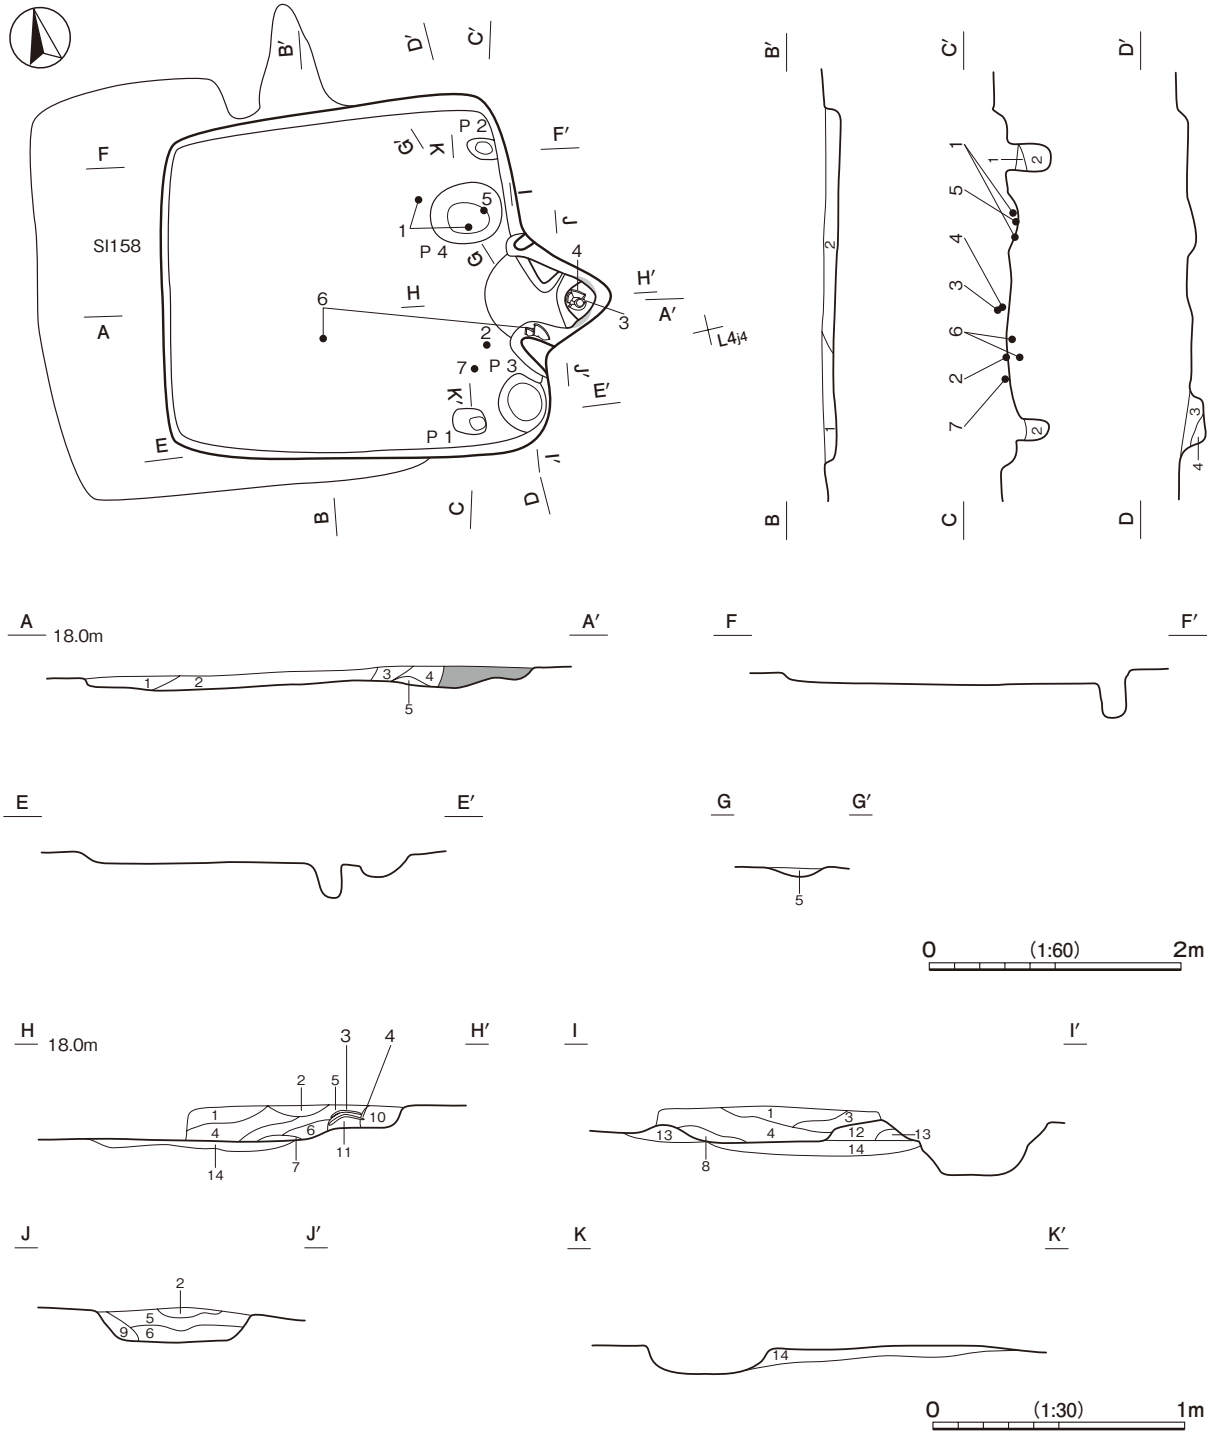 B′ D′ C′
P 2
F G′ K F′
I
5 J
SI158 1
P 4 G 4
6 H H′
A A′
3
2 L4j4
7 P 3
J′
K′ E′
P 1
E
I′
B C D
B′ C′ D′
1 1 2
5
2 4
3
6
2
1 7 2 3
4
B C D
A A′ F F′
18.0m
1 2 3 4
5
E E′ G G′
5
0 (1:60) 2m
H H′ I I′
18.0m 3 4
2 5
1 10 1 3
4 6 13 4 12 13
11 14
14 7 8
J J′ K K′
2
5
9 6
14
0 (1:30) 1m